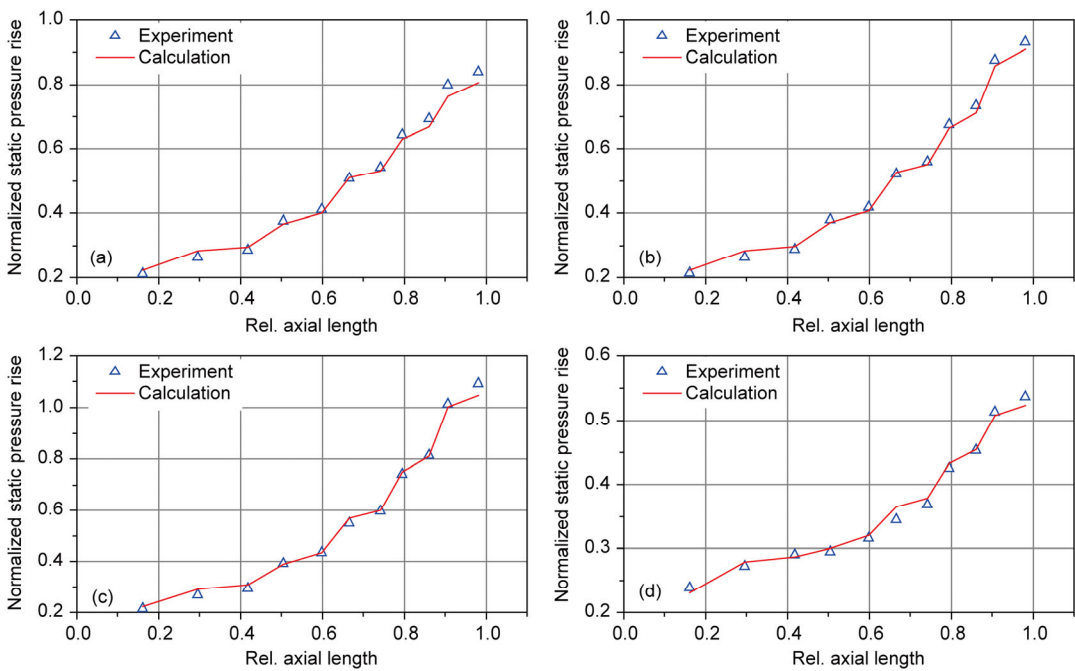 Normalized static pressure rise
1.0
0.8
0.6
0.4
0.2
Experiment
Calculation
(a)
0.0 0.2 0.4 0.6 0.8 1.0
Rel. axial length
Normalized static pressure rise
1.0
0.8
0.6
0.4
0.2
Experiment
Calculation
(b)
0.0 0.2 0.4 0.6 0.8 1.0
Rel. axial length
Normalized static pressure rise
1.2
1.0
0.8
0.6
0.4
0.2
Experiment
Calculation
(c)
0.0 0.2 0.4 0.6 0.8 1.0
Rel. axial length
Normalized static pressure rise
0.6
0.5
0.4
0.3
0.2
Experiment
Calculation
(d)
0.0 0.2 0.4 0.6 0.8 1.0
Rel. axial length